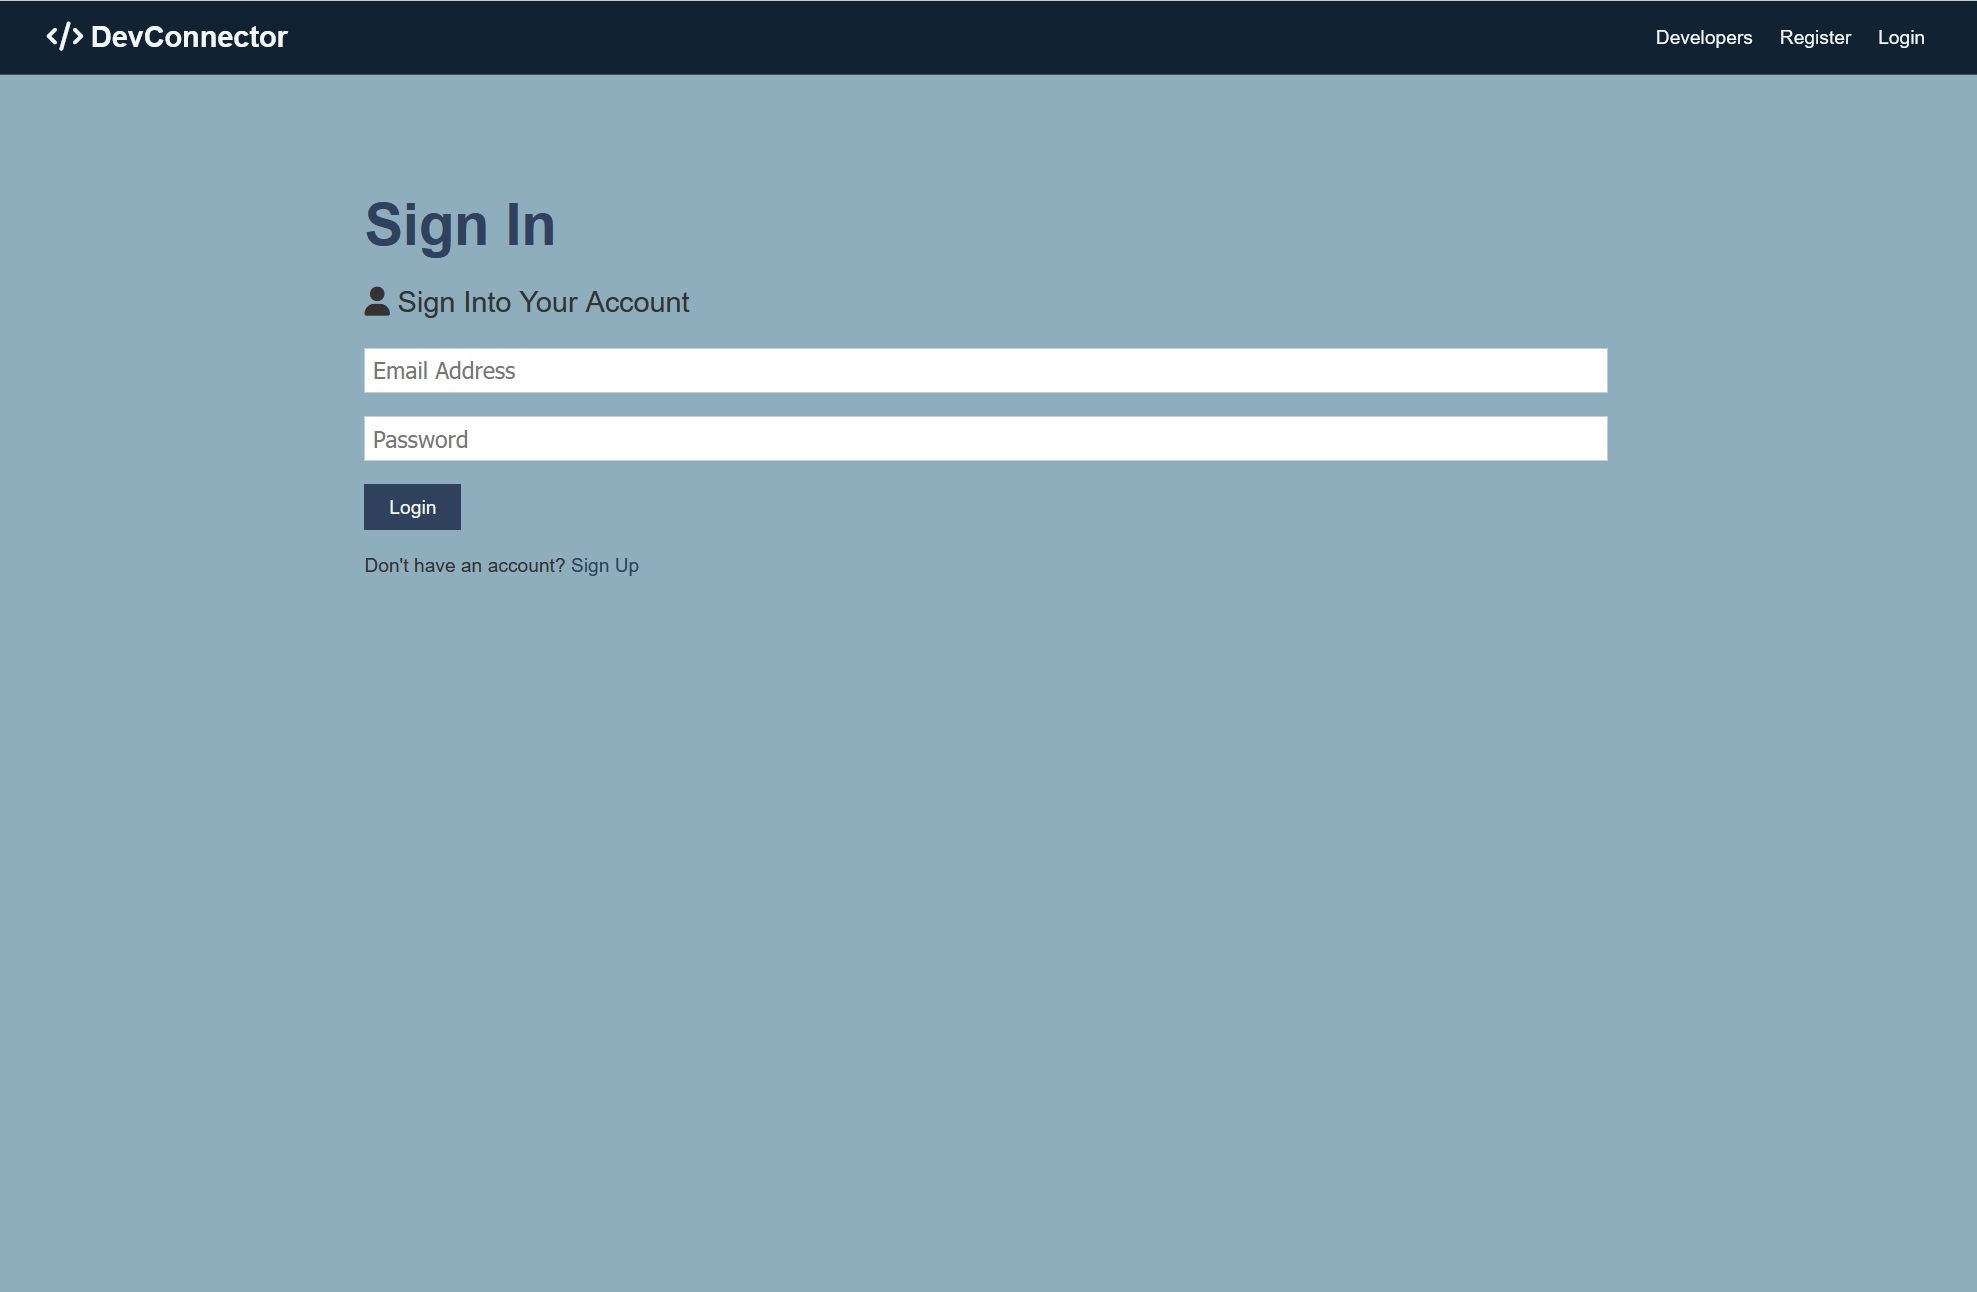 </> DevConnector
Developers Register Login
Sign In
Sign Into Your Account
Email Address
Password
Login
Don't have an account? Sign Up